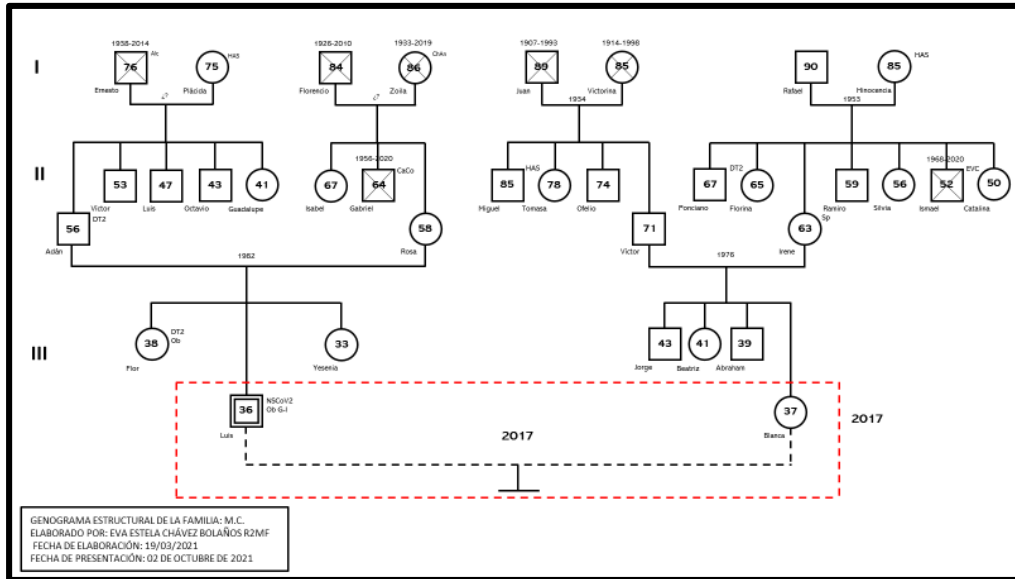 I
1938-2014
76
Alc
Ernesto
75
HAS
Plácida
¿?
1926-2010
84
Florencio
1933-2019
86
Zoila
¿?
1907-1993
89
Juan
1914-1998
85
Victorina
1934
90
Rafael
85
HAS
Hinocencia
1953
II
56
DT2
Adán
53
Víctor
47
Luis
43
Octavio
41
Guadalupe
67
Isabel
1956-2020
64
CaCo
Gabriel
58
Rosa
1982
85
HAS
Miguel
78
Tomasa
74
Ofelio
71
Víctor
67
DT2
Ponciano
65
Florina
63
Sp
Irene
59
Ramiro
56
Silvia
1968-2020
52
EVC
Ismael
50
Catalina
1976
III
38
DT2
Ob
Flor
33
Yesenia
43
Jorge
41
Beatriz
39
Abraham
36
NSCoV2
Ob G-I
Luis
37
Blanca
2017
2017
GENOGRAMA ESTRUCTURAL DE LA FAMILIA: M.C.
ELABORADO POR: EVA ESTELA CHÁVEZ BOLAÑOS R2MF
FECHA DE ELABORACIÓN: 19/03/2021
FECHA DE PRESENTACIÓN: 02 DE OCTUBRE DE 2021